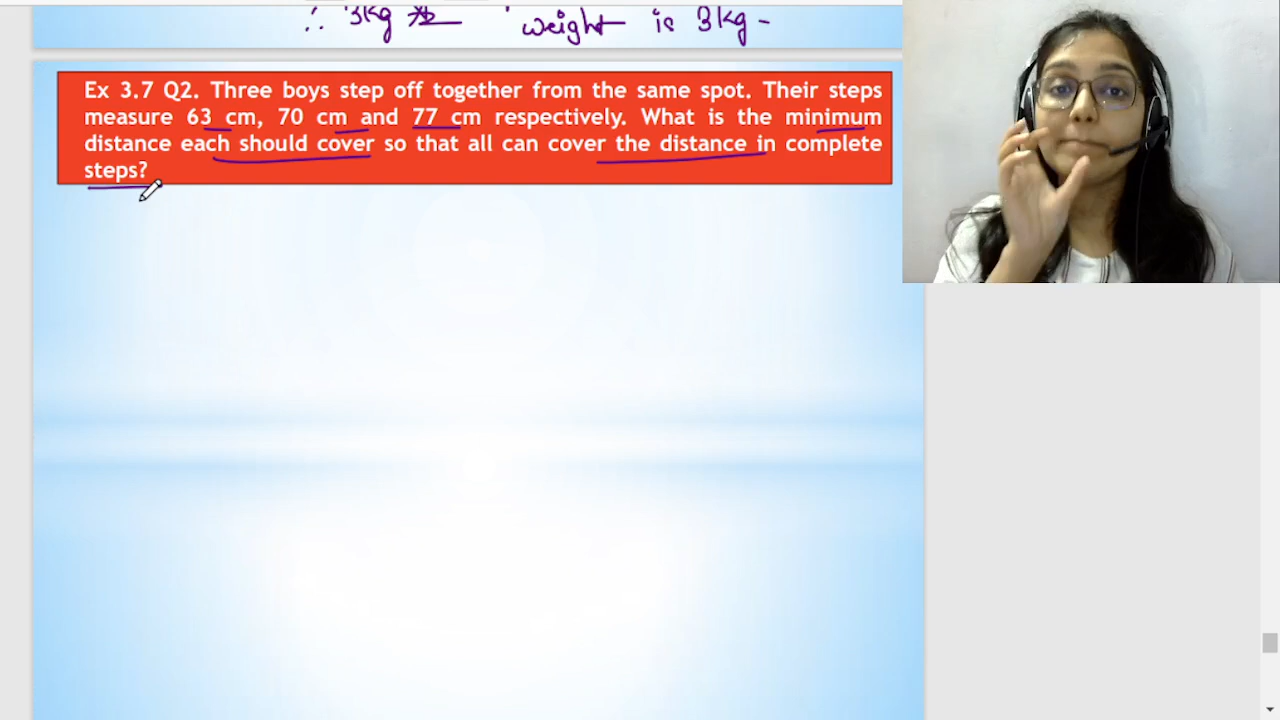 ∴ 3kg weight is 3kg -
Ex 3.7 Q2. Three boys step off together from the same spot. Their steps
measure 63 cm, 70 cm and 77 cm respectively. What is the minimum
distance each should cover so that all can cover the distance in complete
steps?